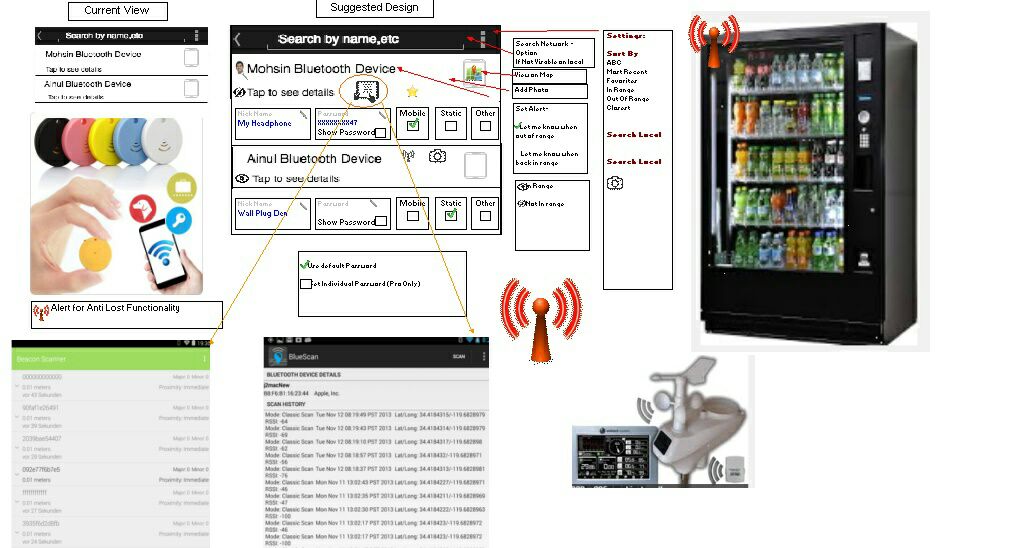 Current View
Search by name,etc
Mohsin Bluetooth Device
Tap to see details
Ainul Bluetooth Device
Tap to see details
Alert for Anti Lost Functionality
Suggested Design
Search by name,etc
Mohsin Bluetooth Device
Tap to see details
Nick Name
My Headphone
Password
Show Password
Mobile
Static
Other
Ainul Bluetooth Device
Tap to see details
Nick Name
Wall Plug Den
Password
Show Password
Mobile
Static
Other
Use default Password
et Individual Password (Pro Only)
Search Network -
Option
If Not Visable on local
View on Map
Add Photo
Set Alert-
Let me know when
out of range
Let me know when
back in range
In Range
Not In range
Settings:
Sort By
ABC
Most Recent
Favorites
In Range
Out Of Range
Closest
Search Local
Search Local
19:38
Beacon Scanner
000000000000
Major 0 Minor 0
0.01 meters
Proximity: Immediate
vor 43 Sekunden
90faf1e26491
Major 0 Minor 0
0.01 meters
Proximity: Immediate
vor 39 Sekunden
2039bae54407
Major 0 Minor 0
0.01 meters
Proximity: Immediate
vor 29 Sekunden
092e77f6b7e5
Major 0 Minor 0
0.01 meters
Proximity: Immediate
ffffffffffff
Major 0 Minor 0
0.01 meters
Proximity: Immediate
vor 27 Sekunden
3935f6d2d8fb
Major 0 Minor 0
0.01 meters
Proximity: Immediate
vor 24 Sekunden
BlueScan
SCAN
BLUETOOTH DEVICE DETAILS
j2macNew
B8:F6:B1:16:23:44 Apple, Inc.
SCAN HISTORY
Mode: Classic Scan Tue Nov 12 08:19:49 PST 2013 Lat/Long: 34.4184315/-119.6828979
RSSI: -64
Mode: Classic Scan Tue Nov 12 08:19:43 PST 2013 Lat/Long: 34.4184314/-119.6828979
RSSI: -69
Mode: Classic Scan Tue Nov 12 08:19:10 PST 2013 Lat/Long: 34.4184317/-119.682898
RSSI: -62
Mode: Classic Scan Tue Nov 12 08:18:57 PST 2013 Lat/Long: 34.418432/-119.6828971
RSSI: -56
Mode: Classic Scan Tue Nov 12 08:18:37 PST 2013 Lat/Long: 34.4184313/-119.6828981
RSSI: -76
Mode: Classic Scan Mon Nov 11 13:02:43 PST 2013 Lat/Long: 34.4184227/-119.6828971
RSSI: -46
Mode: Classic Scan Mon Nov 11 13:02:35 PST 2013 Lat/Long: 34.4184211/-119.6828969
RSSI: -47
Mode: Classic Scan Mon Nov 11 13:02:30 PST 2013 Lat/Long: 34.4184222/-119.6828963
RSSI: -100
Mode: Classic Scan Mon Nov 11 13:02:17 PST 2013 Lat/Long: 34.418423/-119.6828972
RSSI: -46
Mode: Classic Scan Mon Nov 11 13:02:17 PST 2013 Lat/Long: 34.418423/-119.6828972
RSSI: -100